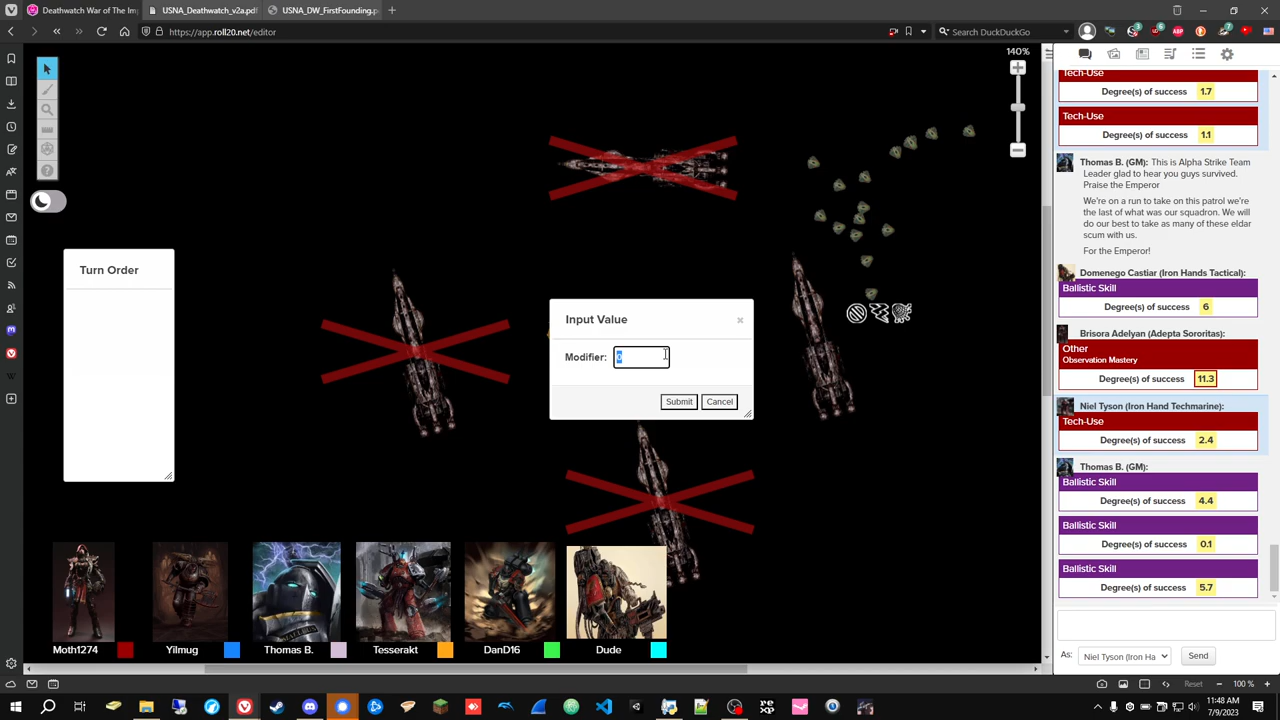 Deatchwatch War of The Imp
USNA_Deathwatch_v2a.pdf
USNA_DW_FirstFounding.p
https://app.roll20.net/editor
Search DuckDuckGo
140%
Turn Order
Input Value
Modifier: 0
Submit Cancel
Moth1274
Yilmug
Thomas B.
Tesserakt
DanD16
Dude
Tech-Use
Degree(s) of success 1.7
Tech-Use
Degree(s) of success 1.1
Thomas B. (GM): This is Alpha Strike Team
Leader glad to hear you guys survived.
Praise the Emperor
We're on a run to take on this patrol we're
the last of what was our squadron. We will
do our best to take as many of these eldar
scum with us.
For the Emperor!
Domenego Castiar (Iron Hands Tactical):
Ballistic Skill
Degree(s) of success 6
Brisora Adelyan (Adepta Sororitas):
Other
Observation Mastery
Degree(s) of success 11.3
Niel Tyson (Iron Hand Techmarine):
Tech-Use
Degree(s) of success 2.4
Thomas B. (GM):
Ballistic Skill
Degree(s) of success 4.4
Ballistic Skill
Degree(s) of success 0.1
Ballistic Skill
Degree(s) of success 5.7
As: Niel Tyson (Iron Ha Send
Reset 100 %
11:48 AM
7/9/2023